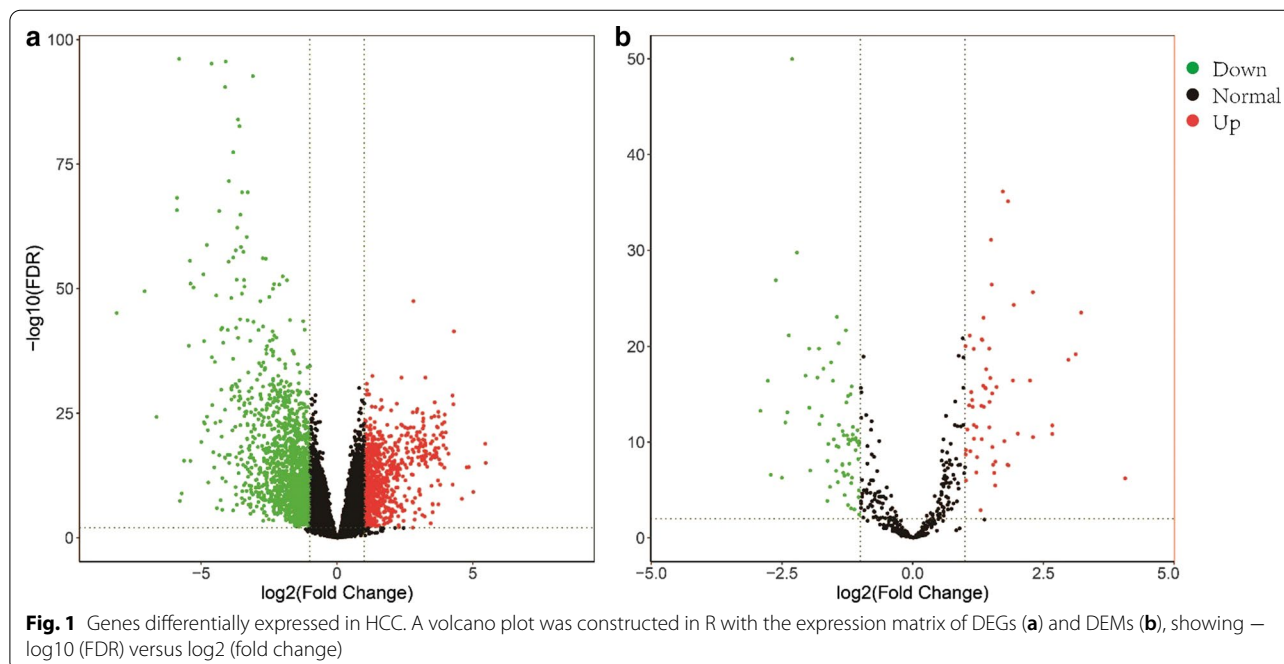 a
b
100
75
50
25
0
−log10(FDR)
−5
0
5
log2(Fold Change)
50
40
30
20
10
0
−5.0
−2.5
0.0
2.5
5.0
log2(Fold Change)
Down
Normal
Up
Fig. 1 Genes differentially expressed in HCC. A volcano plot was constructed in R with the expression matrix of DEGs (a) and DEMs (b), showing −
log10 (FDR) versus log2 (fold change)